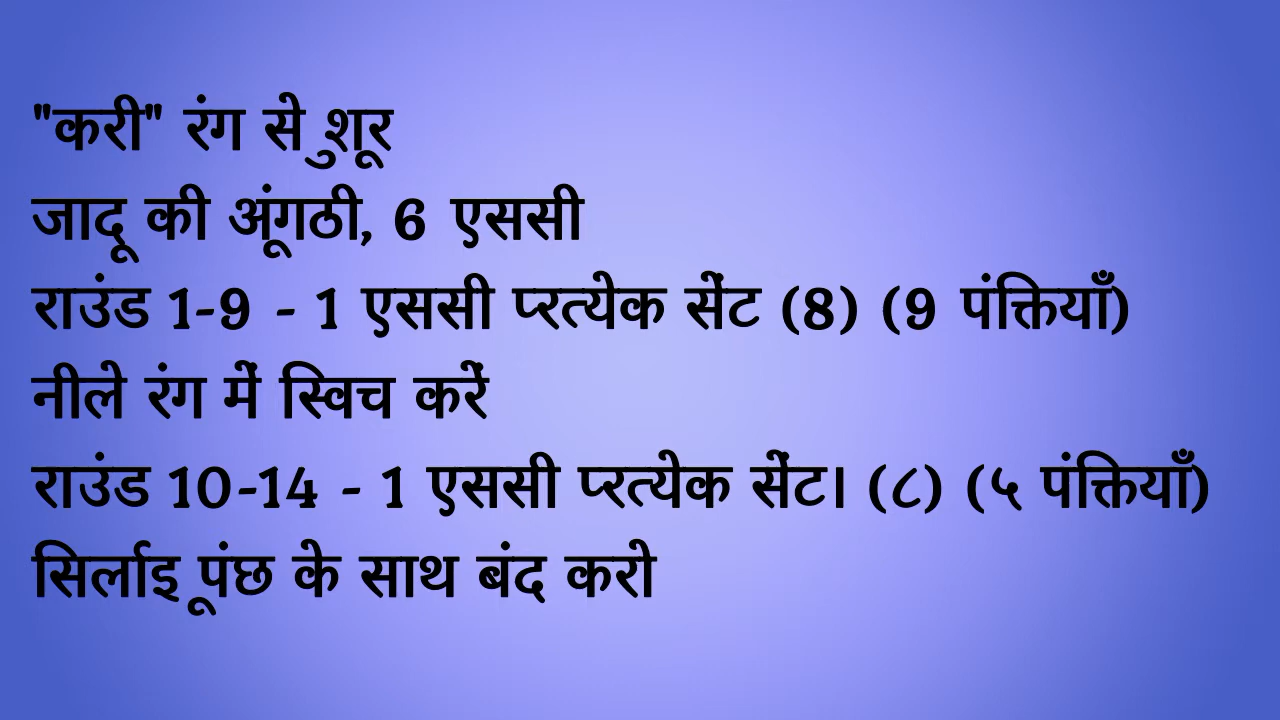 "करी" रंग से शुरू
जादू की अंगूठी, 6 एससी
राउंड 1-9 - 1 एससी प्रत्येक सेंट (8) (9 पंक्तियाँ)
नीले रंग में स्विच करें
राउंड 10-14 - 1 एससी प्रत्येक सेंट। (८) (५ पंक्तियाँ)
सिर्लाइ पूंछ के साथ बंद करो